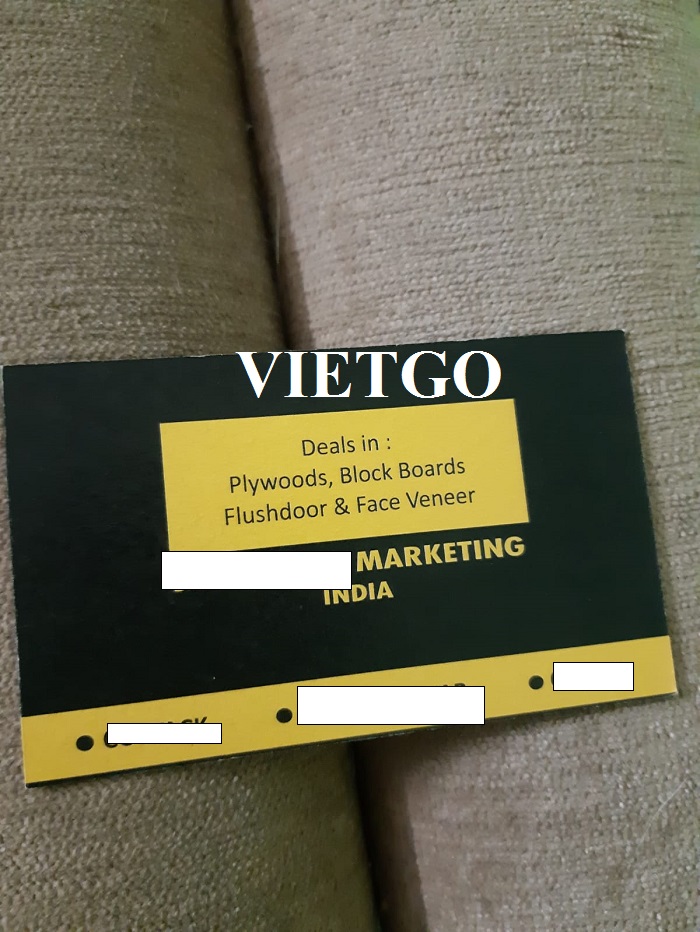 VIETGO
Deals in :
Plywoods, Block Boards
Flushdoor & Face Veneer
MARKETING
INDIA